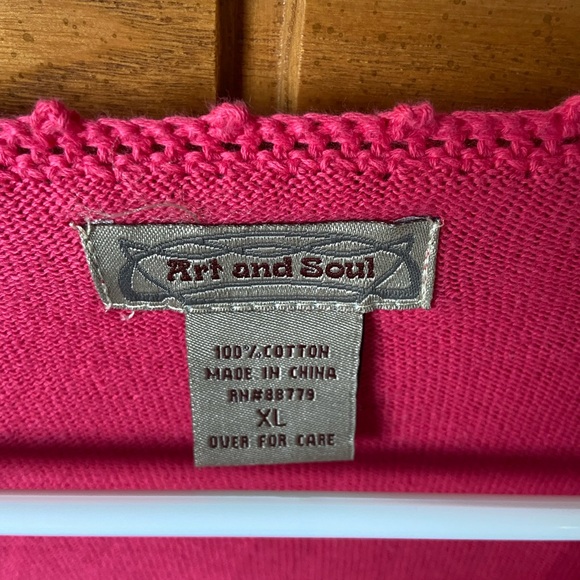 Art and Soul
100% COTTON
MADE IN CHINA
RN#88779
XL
OVER FOR CARE